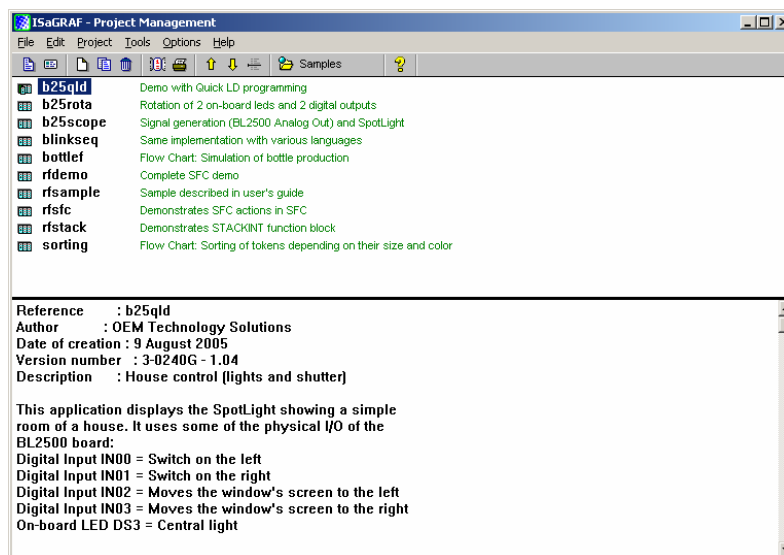 ISaGRAF - Project Management
File Edit Project Tools Options Help
Samples
b25qld Demo with Quick LD programming
b25rota Rotation of 2 on-board leds and 2 digital outputs
b25scope Signal generation (BL2500 Analog Out) and SpotLight
blinkseq Same implementation with various languages
bottlef Flow Chart: Simulation of bottle production
rfdemo Complete SFC demo
rfsample Sample described in user's guide
rfsfc Demonstrates SFC actions in SFC
rfstack Demonstrates STACKINT function block
sorting Flow Chart: Sorting of tokens depending on their size and color
Reference : b25qld
Author : OEM Technology Solutions
Date of creation : 9 August 2005
Version number : 3-0240G - 1.04
Description : House control (lights and shutter)
This application displays the SpotLight showing a simple
room of a house. It uses some of the physical I/O of the
BL2500 board:
Digital Input IN00 = Switch on the left
Digital Input IN01 = Switch on the right
Digital Input IN02 = Moves the window's screen to the left
Digital Input IN03 = Moves the window's screen to the right
On-board LED DS3 = Central light